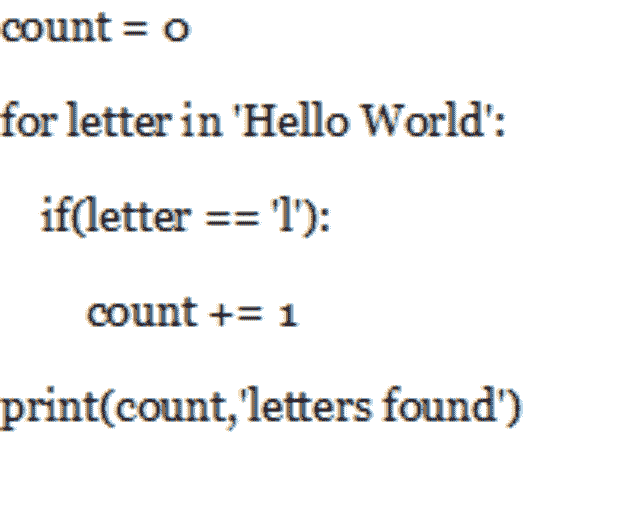 count = 0
for letter in 'Hello World':
if(letter == 'l'):
count += 1
print(count,'letters found')